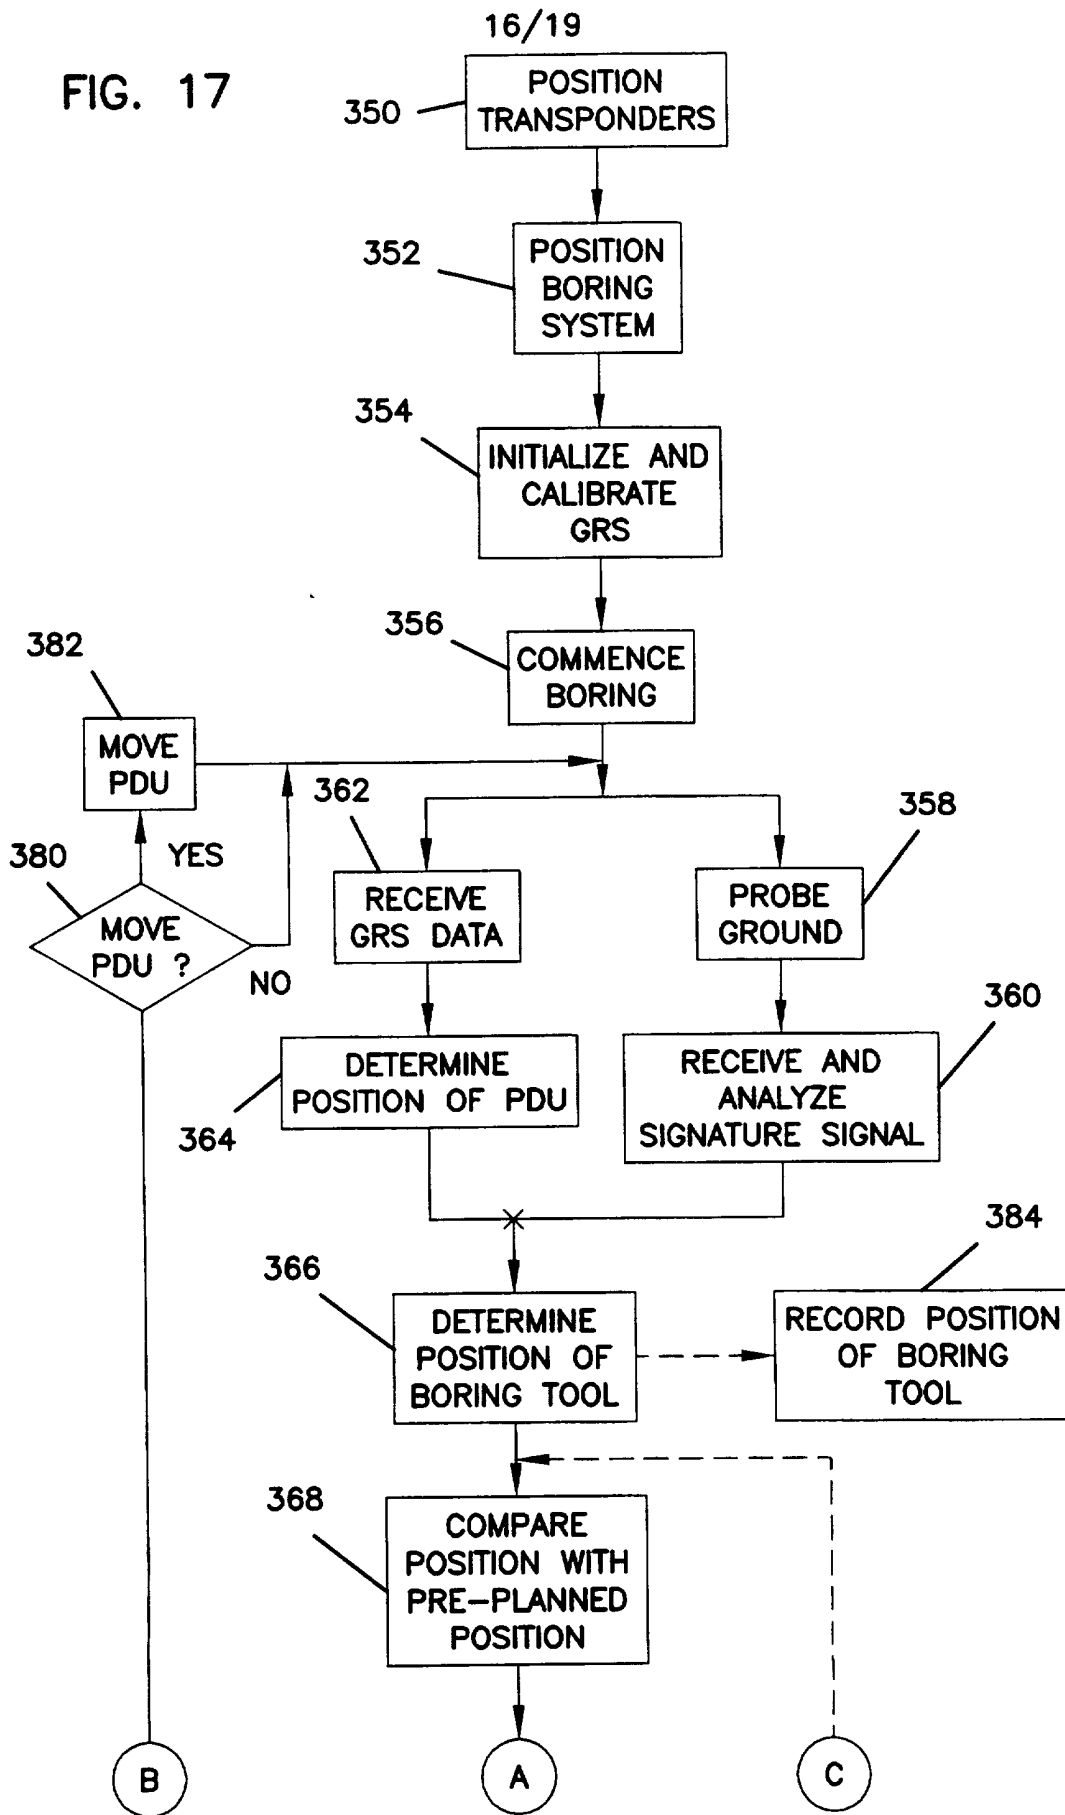 16/19
FIG. 17
350
POSITION
TRANSPONDERS
352
POSITION
BORING
SYSTEM
354
INITIALIZE AND
CALIBRATE
GRS
356
COMMENCE
BORING
382
MOVE
PDU
380
YES
MOVE
PDU ?
NO
362
RECEIVE
GRS DATA
358
PROBE
GROUND
364
DETERMINE
POSITION OF PDU
360
RECEIVE AND
ANALYZE
SIGNATURE SIGNAL
366
DETERMINE
POSITION OF
BORING TOOL
384
RECORD POSITION
OF BORING
TOOL
368
COMPARE
POSITION WITH
PRE-PLANNED
POSITION
B
A
C